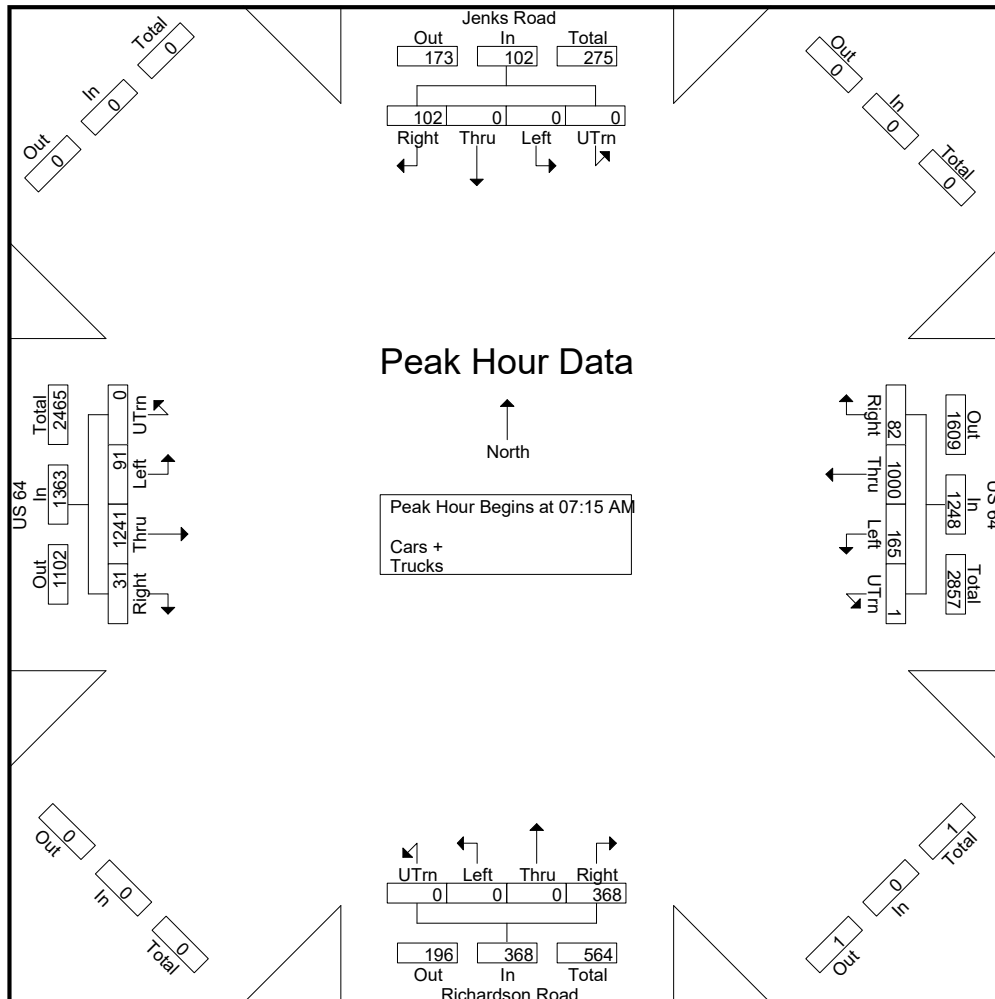 Jenks Road
Out In Total
173 102 275
102 0 0 0
Right Thru Left UTrn
Out In Total
0 0 0
Out In Total
0 0 0
Peak Hour Data
North
Peak Hour Begins at 07:15 AM
Cars +
Trucks
US 64
Total In Out
2465 1363 1102
0 91 1241 31
UTrn Left Thru Right
Right Thru Left UTrn
82 1000 165 1
Out In Total
1609 1248 2857
US 64
Out In Total
0 0 0
Total In Out
1 0 1
UTrn Left Thru Right
0 0 0 368
196 368 564
Out In Total
Richardson Road